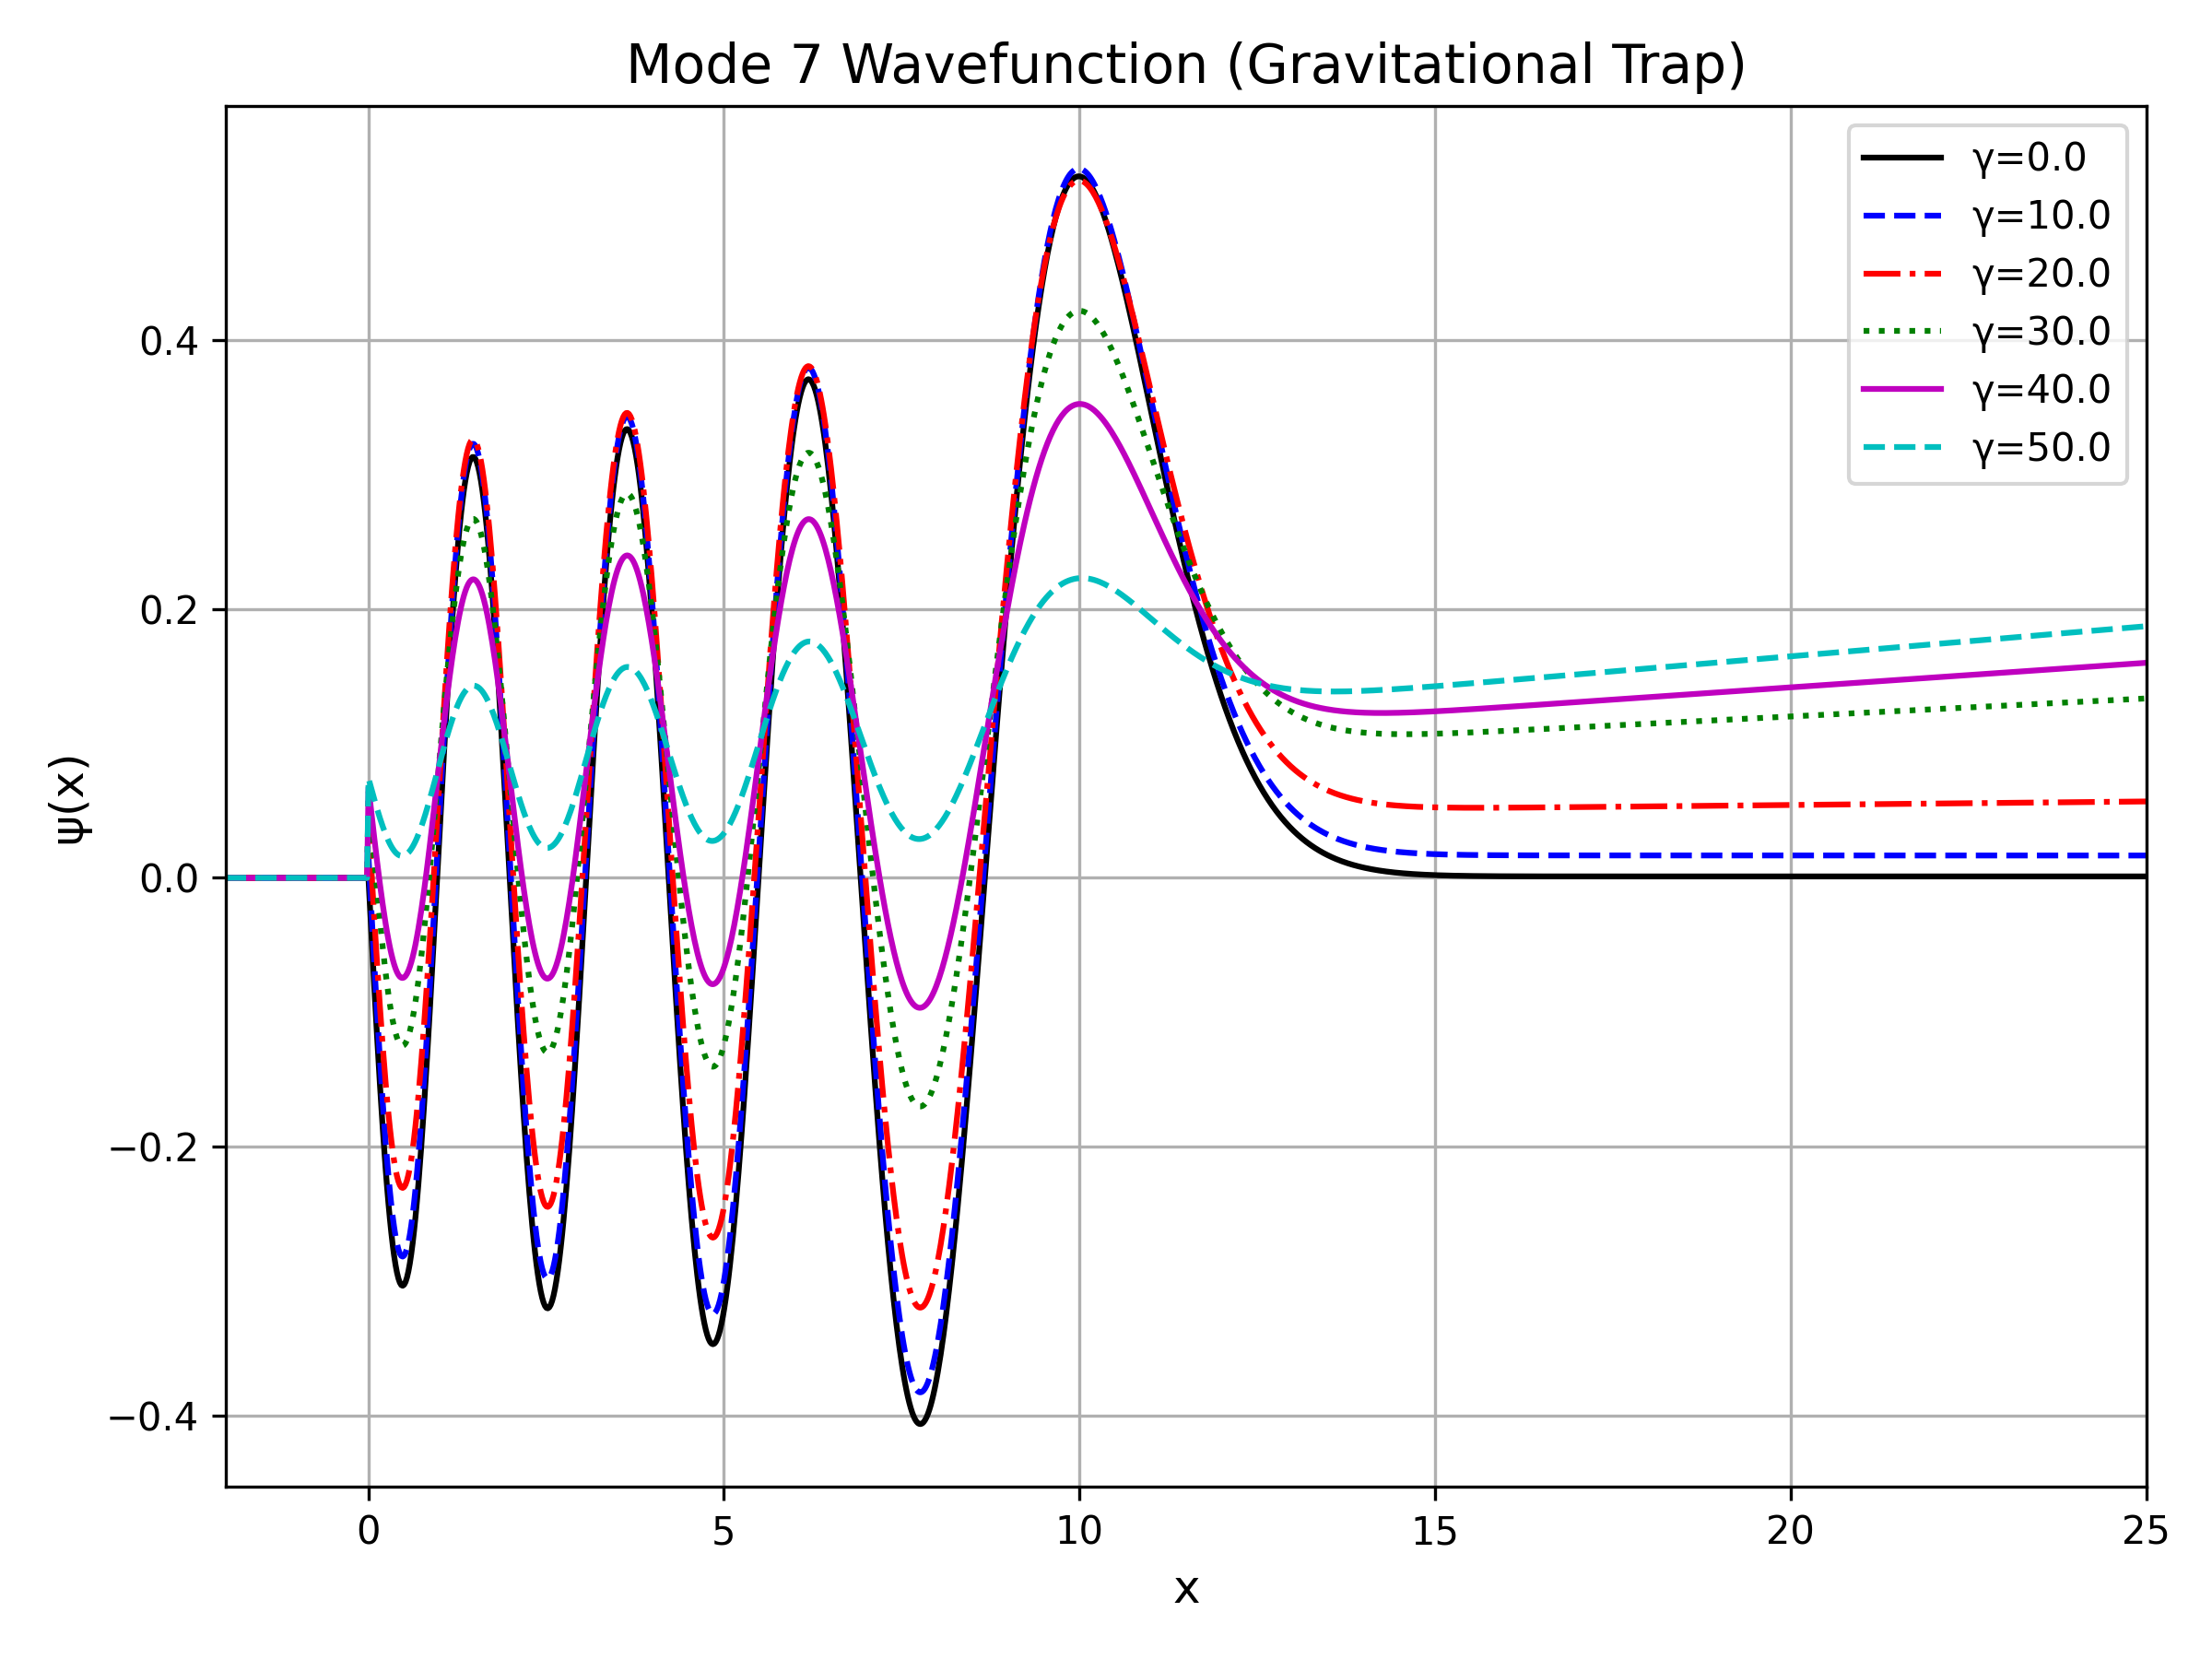 Mode 7 Wavefunction (Gravitational Trap)
γ=0.0
γ=10.0
γ=20.0
γ=30.0
γ=40.0
γ=50.0
ψ(x)
0.4
0.2
0.0
−0.2
−0.4
0 5 10 15 20 25
x